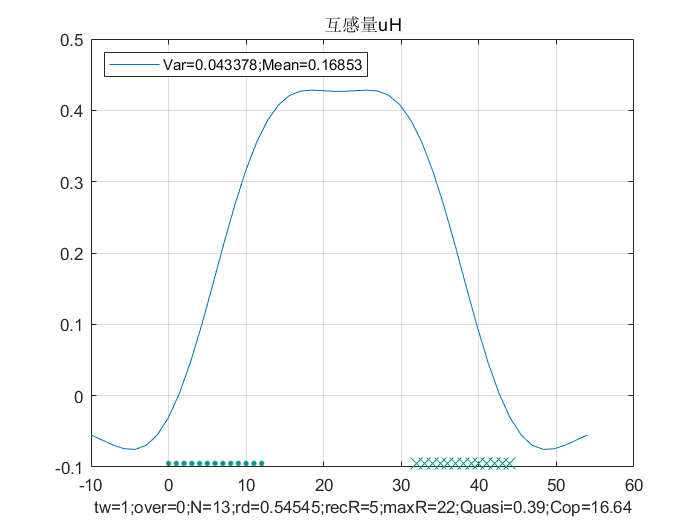 互感量uH
Var=0.043378;Mean=0.16853
0.5
0.4
0.3
0.2
0.1
0
-0.1
-10 0 10 20 30 40 50 60
tw=1;over=0;N=13;rd=0.54545;recR=5;maxR=22;Quasi=0.39;Cop=16.64